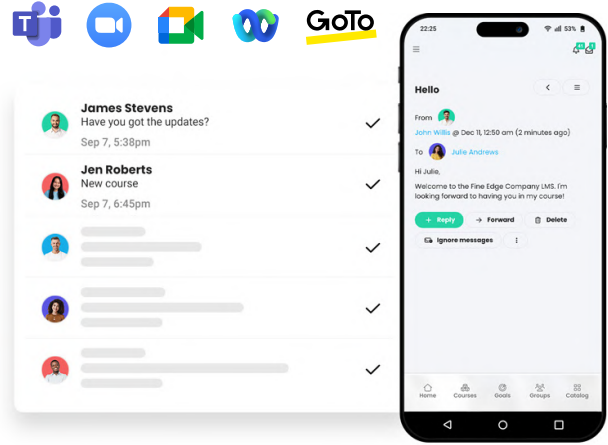 T
GoTo
James Stevens
Have you got the updates?
Sep 7, 5:38pm
Jen Roberts
New course
Sep 7, 6:45pm
22:25
53%
Hello
From
John Willis @ Dec 11, 12:50 am (2 minutes ago)
To Julie Andrews
Hi Julie,
Welcome to the Fine Edge Company LMS. I'm
looking forward to having you in my course!
+ Reply → Forward Delete
Ignore messages
Home Courses Goals Groups Catalog